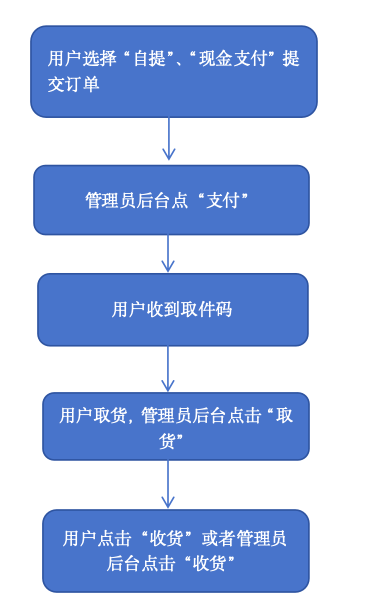 用户选择“自提”、“现金支付”提
交订单
管理员后台点“支付”
用户收到取件码
用户取货，管理员后台点击“取
货”
用户点击“收货”或者管理员
后台点击“收货”